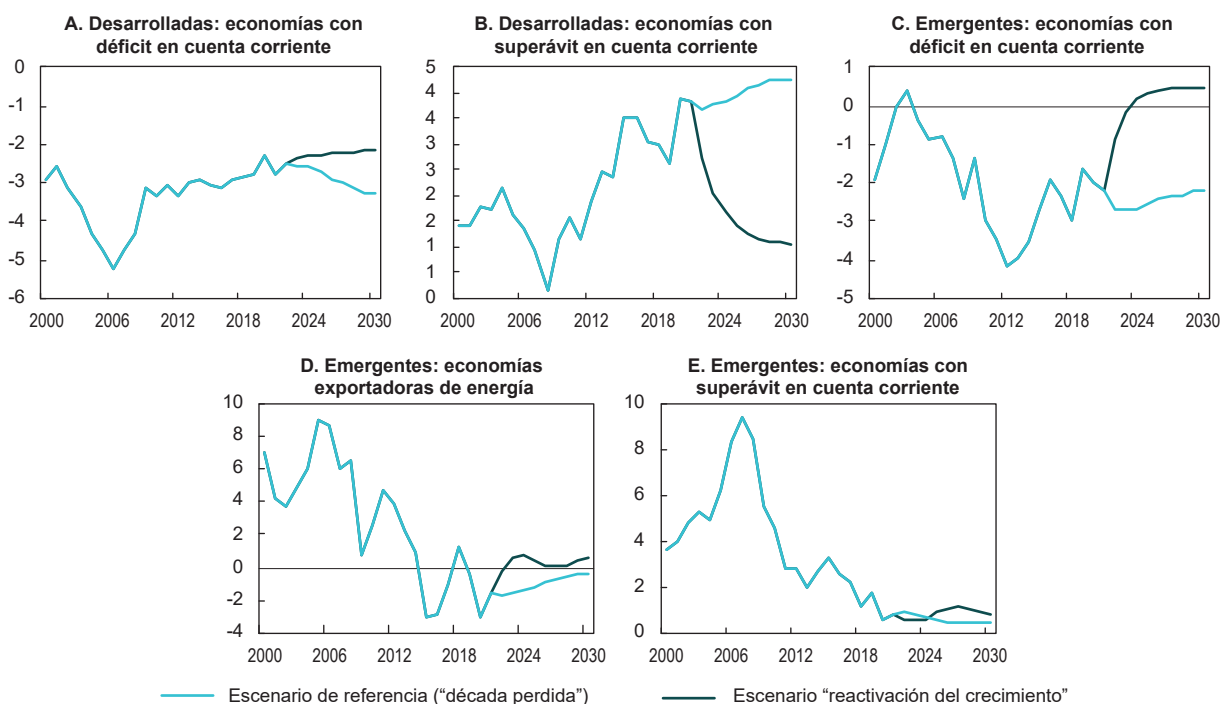 A. Desarrolladas: economías con
déficit en cuenta corriente
0
-1
-2
-3
-4
-5
-6
2000 2006 2012 2018 2024 2030
B. Desarrolladas: economías con
superávit en cuenta corriente
5
4
4
3
3
2
2
1
1
0
2000 2006 2012 2018 2024 2030
C. Emergentes: economías con
déficit en cuenta corriente
1
0
-1
-2
-3
-4
-5
2000 2006 2012 2018 2024 2030
D. Emergentes: economías
exportadoras de energía
10
8
6
4
2
0
-2
-4
2000 2006 2012 2018 2024 2030
E. Emergentes: economías con
superávit en cuenta corriente
10
8
6
4
2
0
2000 2006 2012 2018 2024 2030
Escenario de referencia (“década perdida”)
Escenario “reactivación del crecimiento”